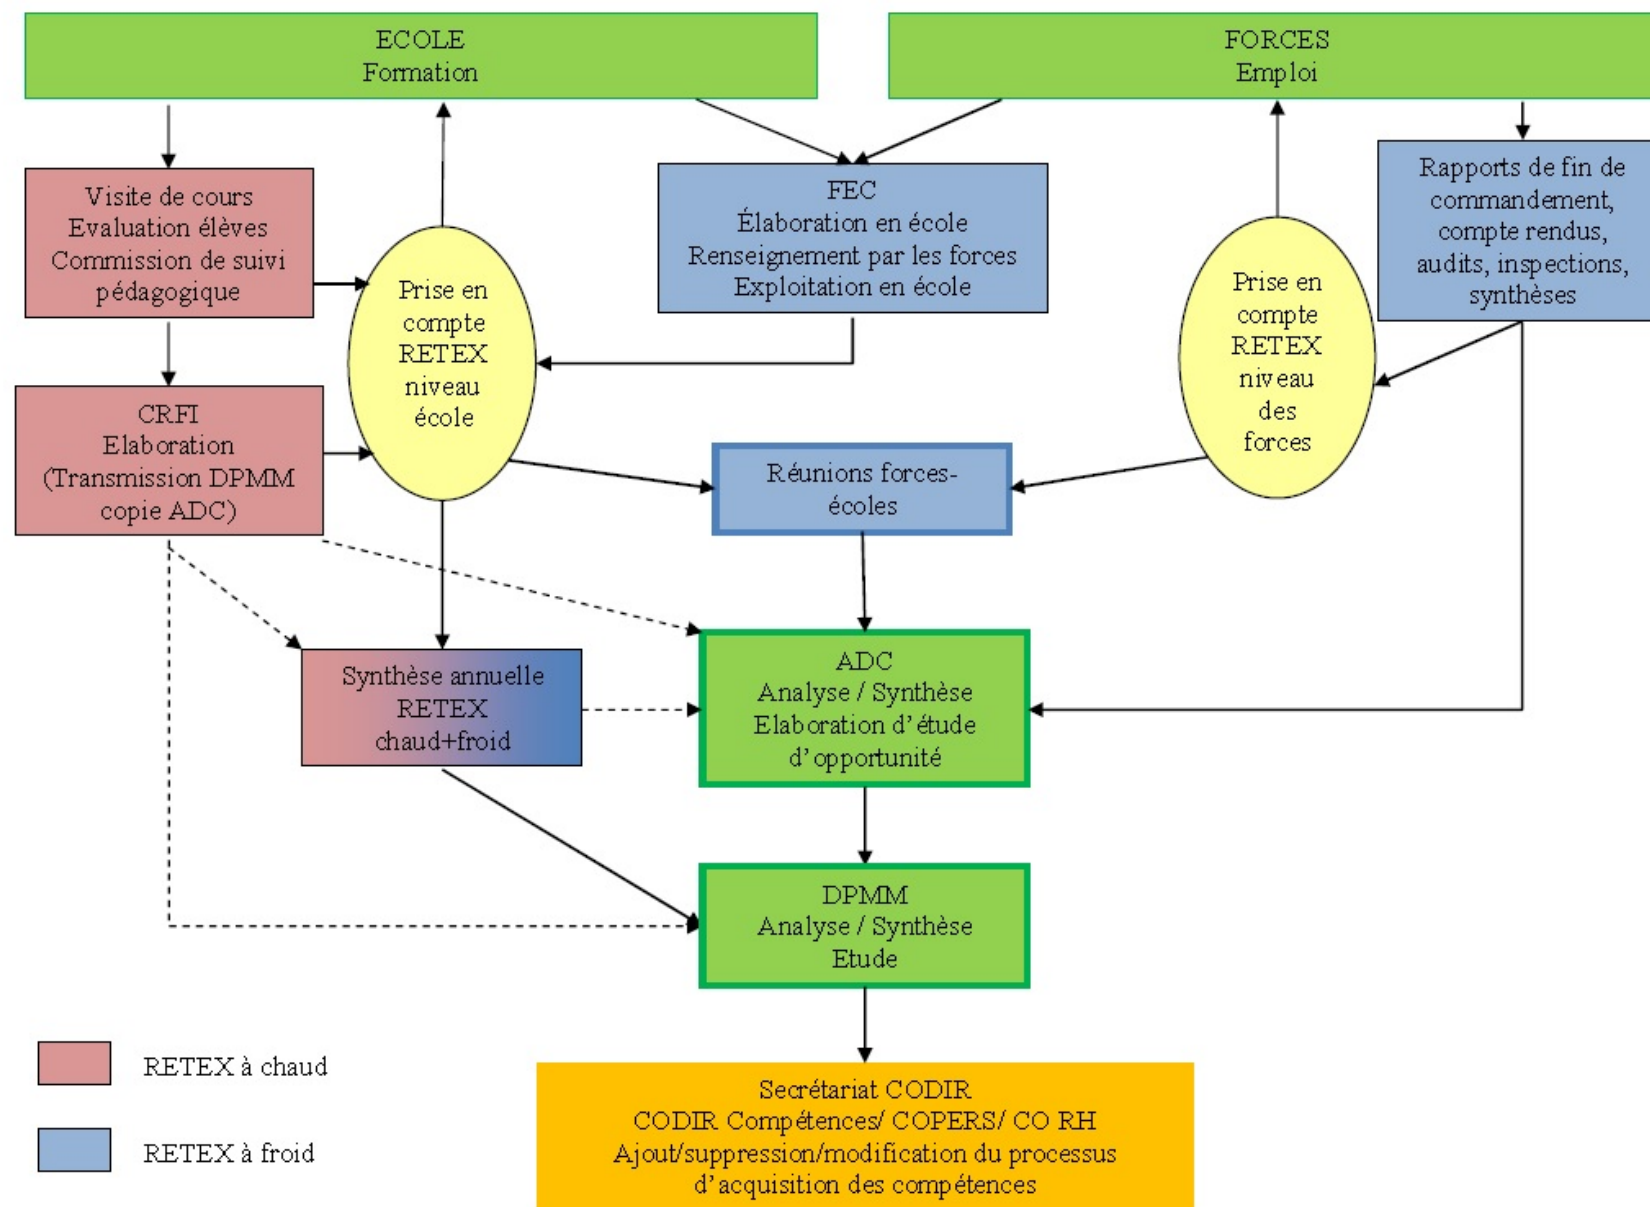 ECOLE
Formation
FORCES
Emploi
Visite de cours
Evaluation élèves
Commission de suivi
pédagogique
Prise en
compte
RETEX
niveau
école
FEC
Élaboration en école
Renseignement par les forces
Exploitation en école
Prise en
compte
RETEX
niveau
des
forces
Rapports de fin de
commandement,
compte rendus,
audits, inspections,
synthèses
CRFI
Elaboration
(Transmission DPMM
copie ADC)
Réunions forces-
écoles
Synthèse annuelle
RETEX
chaud+froid
ADC
Analyse / Synthèse
Elaboration d’étude
d’opportunité
DPMM
Analyse / Synthèse
Etude
RETEX à chaud
RETEX à froid
Secrétariat CODIR
CODIR Compétences/ COPERS/ CO RH
Ajout/suppression/modification du processus
d’acquisition des compétences